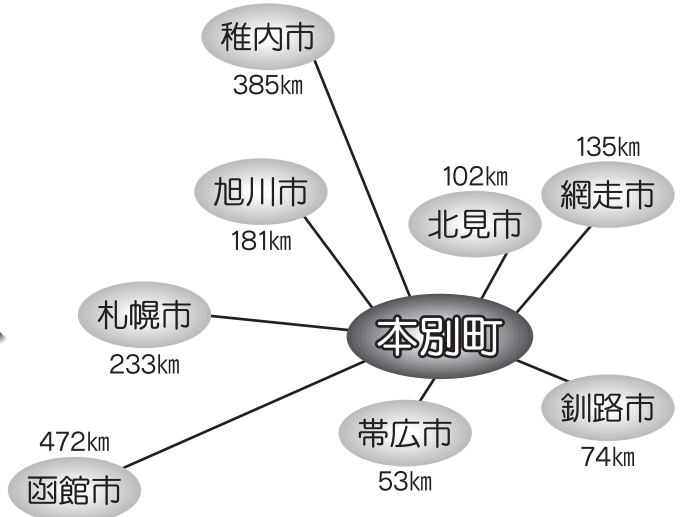 稚内市
385㎞
旭川市
181㎞
102㎞
北見市
135㎞
網走市
札幌市
233㎞
本別町
472㎞
函館市
帯広市
53㎞
釧路市
74㎞